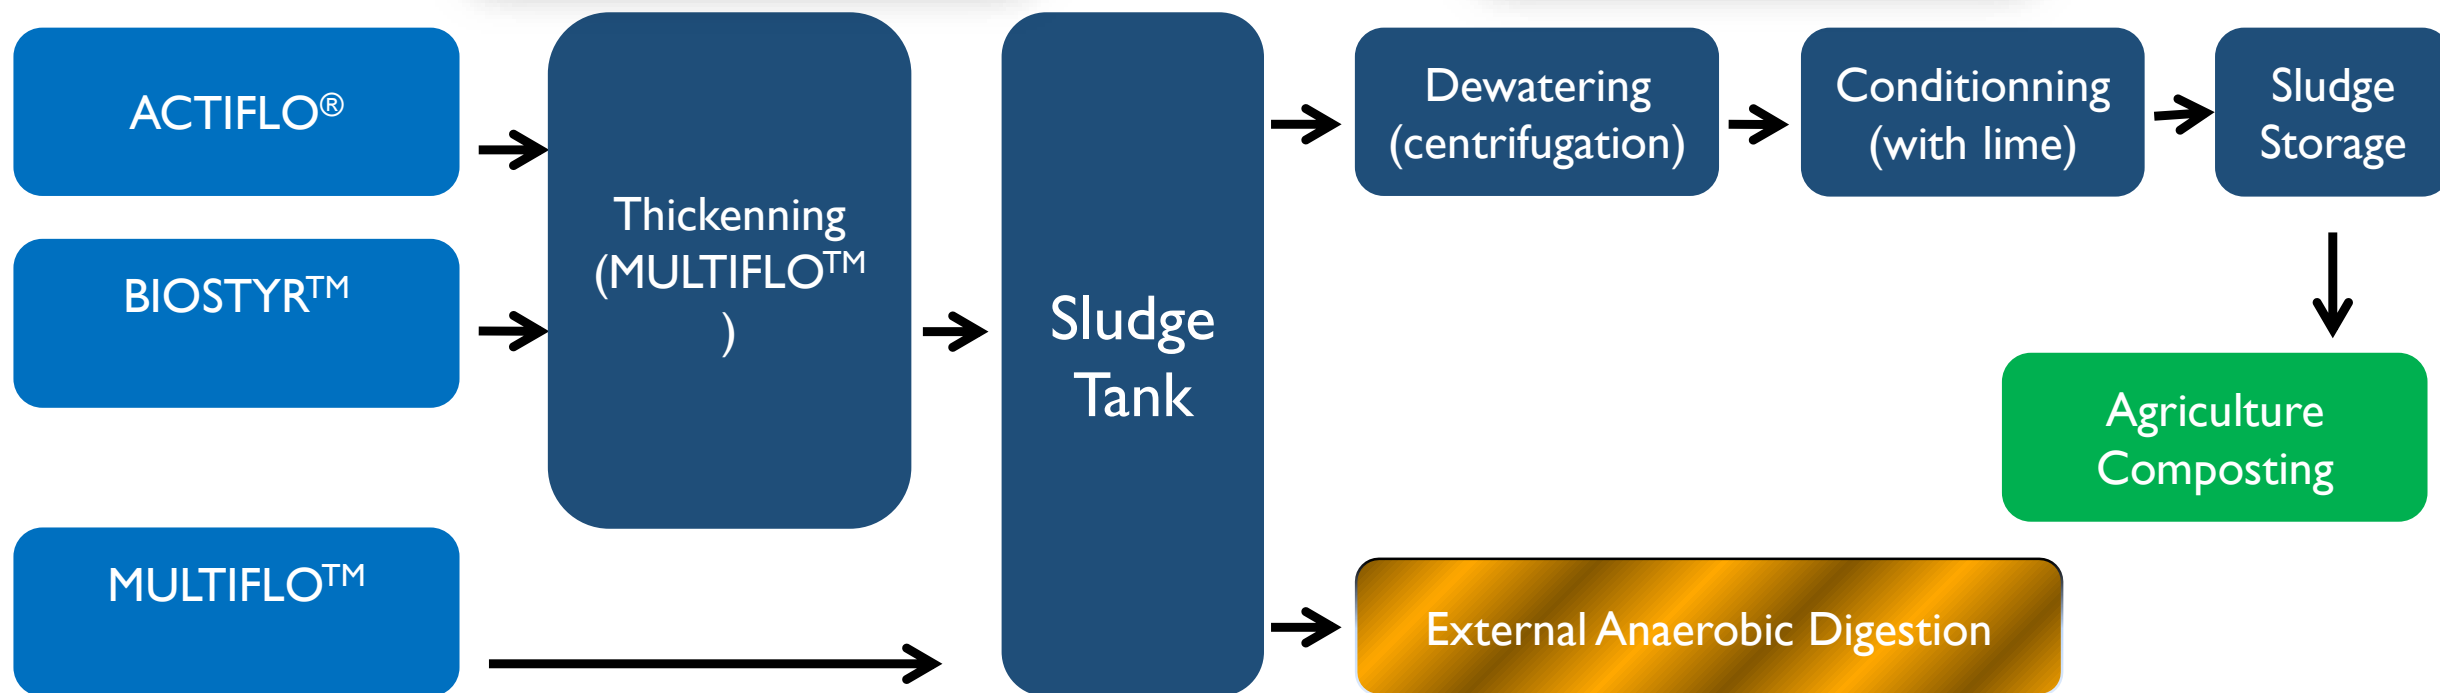 ACTIFLO®
BIOSTYR™
MULTIFLO™
Thickenning
(MULTIFLO™
)
Sludge
Tank
Dewatering
(centrifugation)
Conditionning
(with lime)
Sludge
Storage
Agriculture
Composting
External Anaerobic Digestion